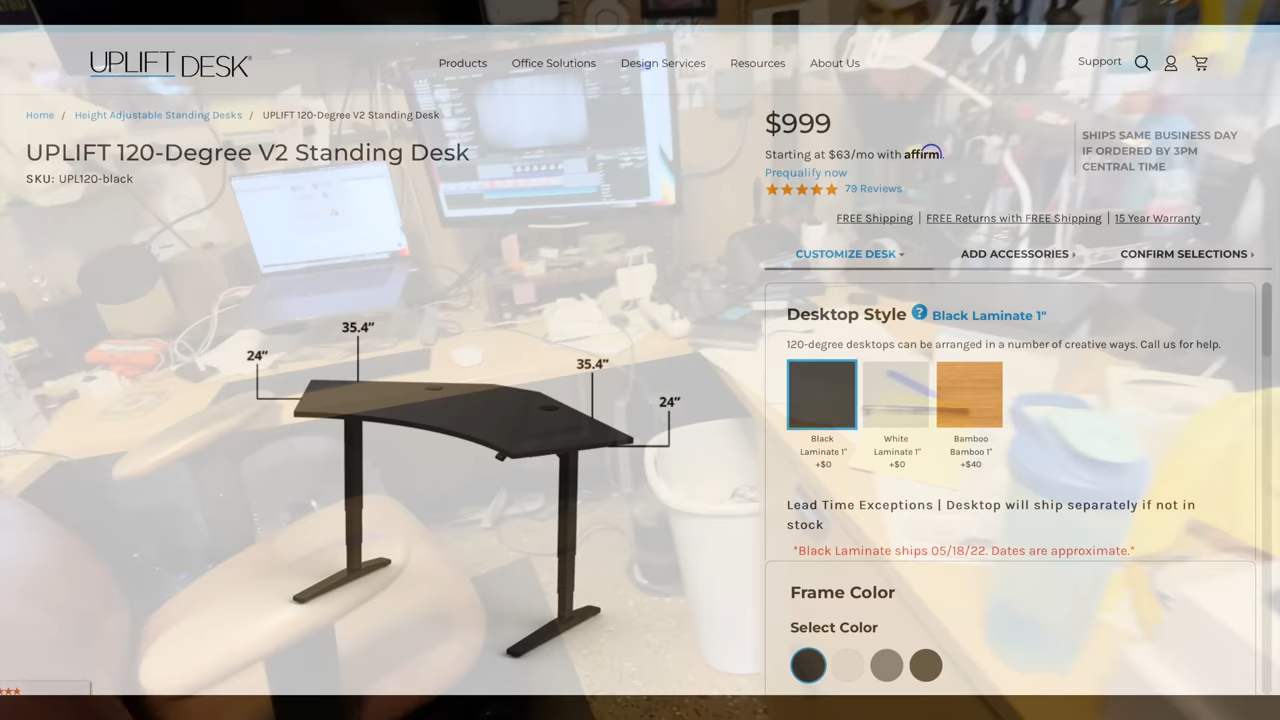 UPLIFT DESK
Products
Office Solutions
Design Services
Resources
About Us
Support
Home / Height Adjustable Standing Desks / UPLIFT 120-Degree V2 Standing Desk
UPLIFT 120-Degree V2 Standing Desk
SKU: UPL120-black
35.4"
24"
35.4"
24"
$999
Starting at $63/mo with affirm.
Prequalify now
79 Reviews
SHIPS SAME BUSINESS DAY
IF ORDERED BY 3PM
CENTRAL TIME
FREE Shipping | FREE Returns with FREE Shipping | 15 Year Warranty
CUSTOMIZE DESK
ADD ACCESSORIES
CONFIRM SELECTIONS
Desktop Style ? Black Laminate 1"
120-degree desktops can be arranged in a number of creative ways. Call us for help.
Black
Laminate 1"
+$0
White
Laminate 1"
+$0
Bamboo
Bamboo 1"
+$40
Lead Time Exceptions | Desktop will ship separately if not in
stock
*Black Laminate ships 05/18/22. Dates are approximate.*
Frame Color
Select Color